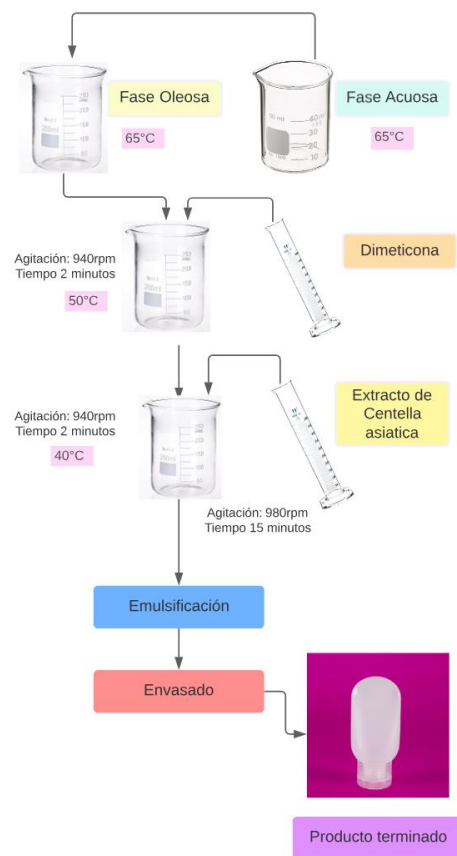 Fase Oleosa
65°C
Fase Acuosa
65°C
Agitación: 940rpm
Tiempo 2 minutos
50°C
Dimeticona
Agitación: 940rpm
Tiempo 2 minutos
40°C
Extracto de
Centella
asiatica
Agitación: 980rpm
Tiempo 15 minutos
Emulsificación
Envasado
Producto terminado